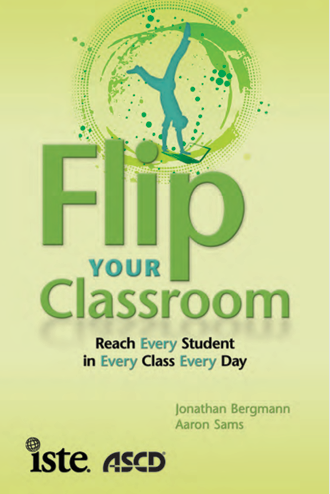 Flip
YOUR
Classroom
Reach Every Student
in Every Class Every Day
Jonathan Bergmann
Aaron Sams
iste. ASCD